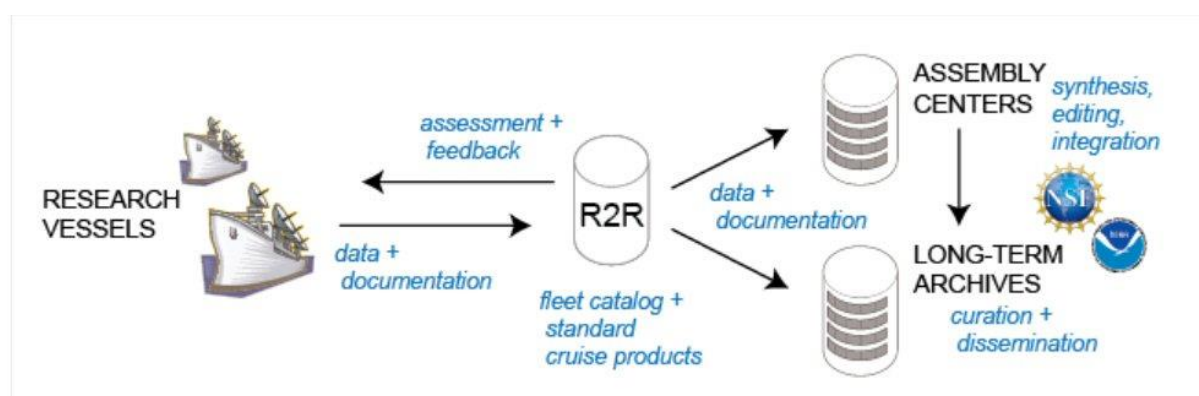 RESEARCH
VESSELS
assessment +
feedback
data +
documentation
R2R
fleet catalog +
standard
cruise products
data +
documentation
ASSEMBLY
CENTERS
synthesis,
editing,
integration
NSF
LONG-TERM
ARCHIVES
curation +
dissemination